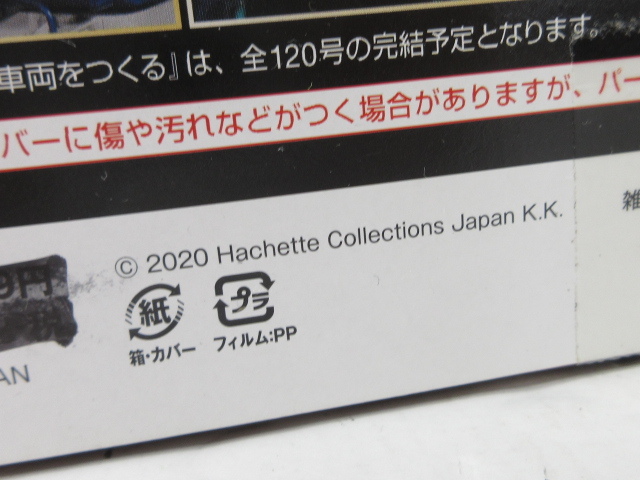 車両をつくる』は、全120号の完結予定となります。
バーに傷や汚れなどがつく場合がありますが、パー
雑
© 2020 Hachette Collections Japan K.K.
9円
紙
プラ
箱・カバー
フィルム:PP
AN